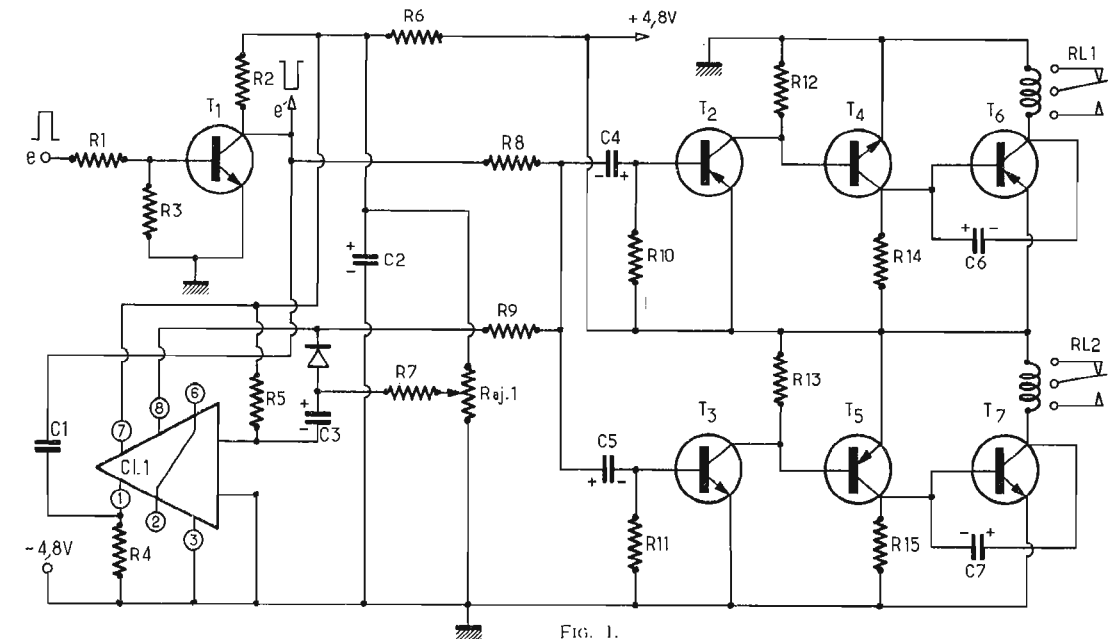 R6
+4,8V
R2
e'
T1
R12
RL1
T2
T4
T6
R1
e
R8
C4
- +
R3
+
-
C2
R10
R14
+ -
C6
R9
RL2
R5
R7
Raj.1
R13
T3
T5
T7
C1
7
8
6
+
-
C3
CI.1
1
2
3
C5
+ -
R4
R11
R15
- +
C7
~4,8V
FIG. 1.